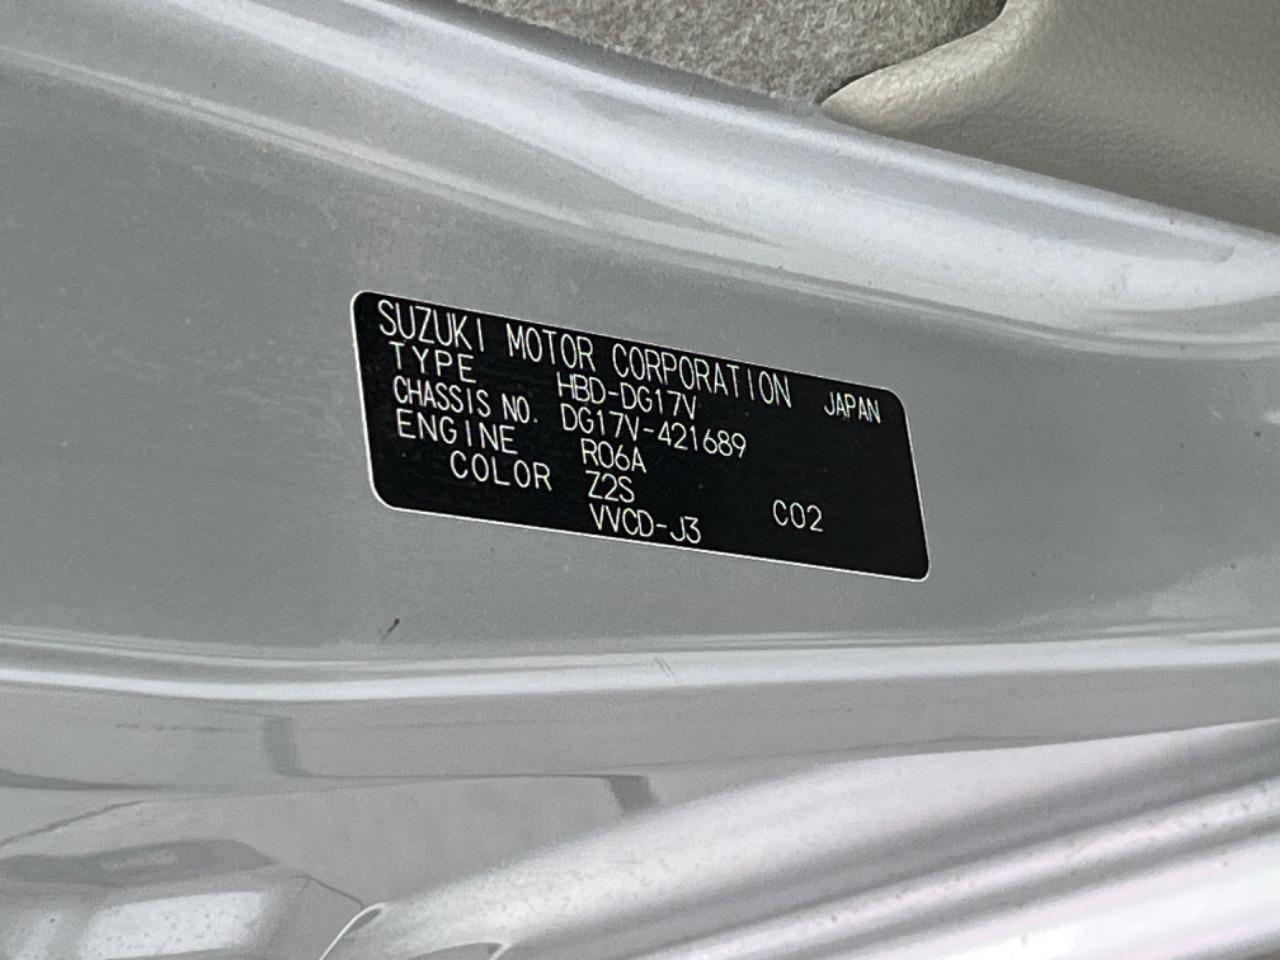 SUZUKI MOTOR CORPORATION JAPAN
TYPE HBD-DG17V
CHASSIS NO. DG17V-421689
ENGINE R06A
COLOR Z2S C02
VVCD-J3